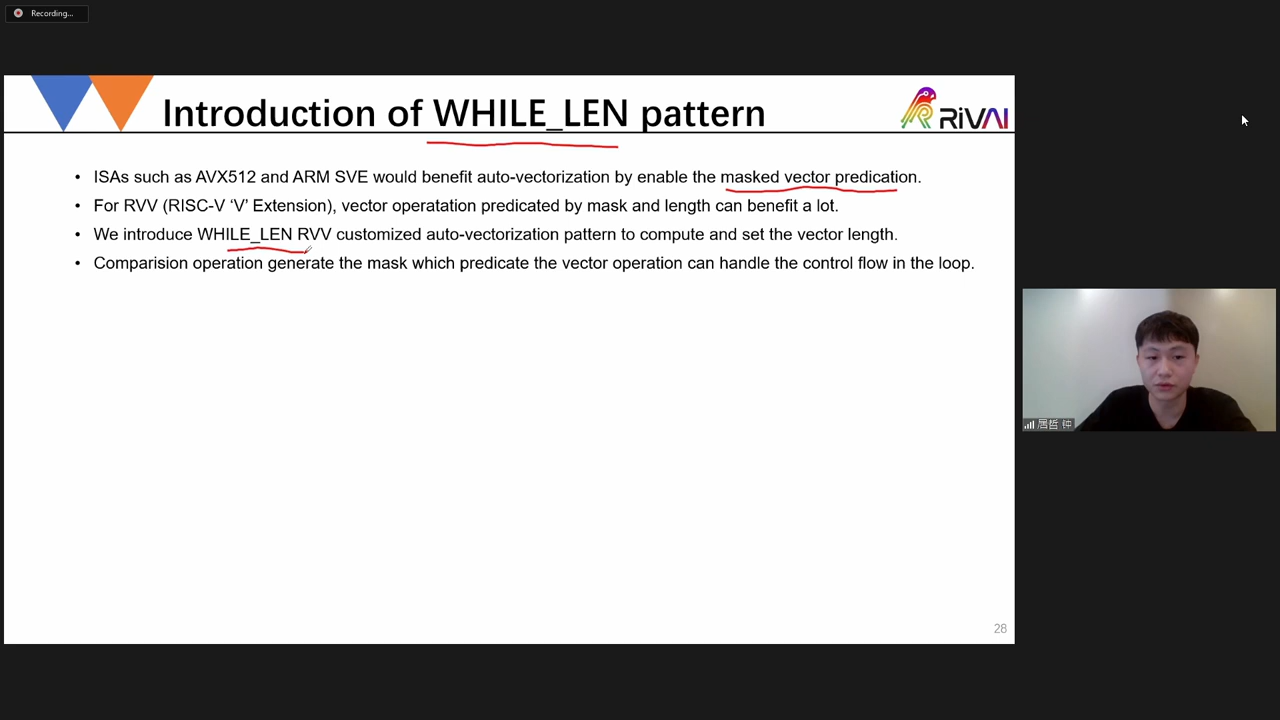 Recording...
Introduction of WHILE_LEN pattern
RiVAI
• ISAs such as AVX512 and ARM SVE would benefit auto-vectorization by enable the masked vector predication.
• For RVV (RISC-V ‘V’ Extension), vector operatation predicated by mask and length can benefit a lot.
• We introduce WHILE_LEN RVV customized auto-vectorization pattern to compute and set the vector length.
• Comparision operation generate the mask which predicate the vector operation can handle the control flow in the loop.
居哲 钟
28